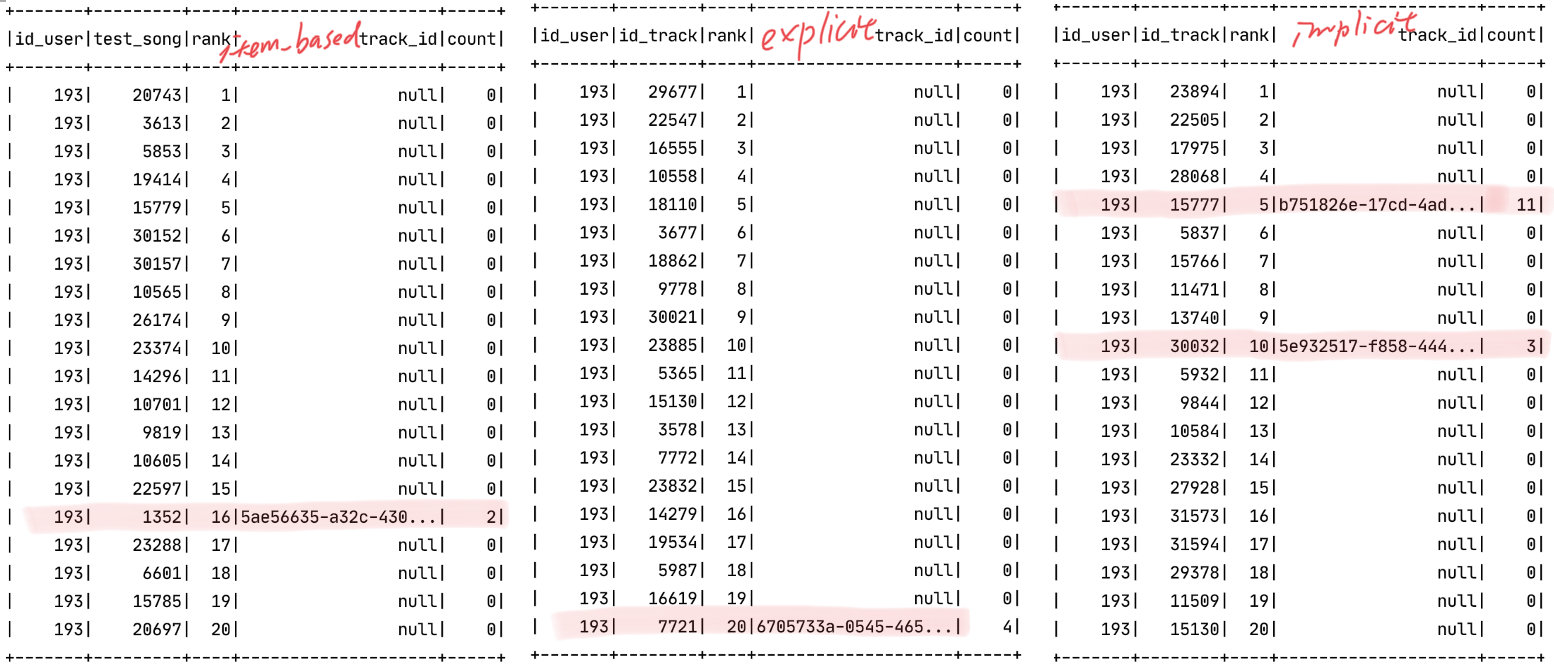 +-------+---------+----+--------------------+-----+
|id_user|test_song|rank| item_based track_id|count|
+-------+---------+----+--------------------+-----+
| 193| 20743| 1| null| 0|
| 193| 3613| 2| null| 0|
| 193| 5853| 3| null| 0|
| 193| 19414| 4| null| 0|
| 193| 15779| 5| null| 0|
| 193| 30152| 6| null| 0|
| 193| 30157| 7| null| 0|
| 193| 10565| 8| null| 0|
| 193| 26174| 9| null| 0|
| 193| 23374| 10| null| 0|
| 193| 14296| 11| null| 0|
| 193| 10701| 12| null| 0|
| 193| 9819| 13| null| 0|
| 193| 10605| 14| null| 0|
| 193| 22597| 15| null| 0|
| 193| 1352| 16|5ae56635-a32c-430...| 2|
| 193| 23288| 17| null| 0|
| 193| 6601| 18| null| 0|
| 193| 15785| 19| null| 0|
| 193| 20697| 20| null| 0|
+-------+---------+----+--------------------+-----+
+-------+--------+----+--------------------+-----+
|id_user|id_track|rank| explicit track_id|count|
+-------+--------+----+--------------------+-----+
| 193| 29677| 1| null| 0|
| 193| 22547| 2| null| 0|
| 193| 16555| 3| null| 0|
| 193| 10558| 4| null| 0|
| 193| 18110| 5| null| 0|
| 193| 3677| 6| null| 0|
| 193| 18862| 7| null| 0|
| 193| 9778| 8| null| 0|
| 193| 30021| 9| null| 0|
| 193| 23885| 10| null| 0|
| 193| 5365| 11| null| 0|
| 193| 15130| 12| null| 0|
| 193| 3578| 13| null| 0|
| 193| 7772| 14| null| 0|
| 193| 23832| 15| null| 0|
| 193| 14279| 16| null| 0|
| 193| 19534| 17| null| 0|
| 193| 5987| 18| null| 0|
| 193| 16619| 19| null| 0|
| 193| 7721| 20|6705733a-0545-465...| 4|
+-------+--------+----+--------------------+-----+
+-------+--------+----+--------------------+-----+
|id_user|id_track|rank| implicit track_id|count|
+-------+--------+----+--------------------+-----+
| 193| 23894| 1| null| 0|
| 193| 22505| 2| null| 0|
| 193| 17975| 3| null| 0|
| 193| 28068| 4| null| 0|
| 193| 15777| 5|b751826e-17cd-4ad...| 11|
| 193| 5837| 6| null| 0|
| 193| 15766| 7| null| 0|
| 193| 11471| 8| null| 0|
| 193| 13740| 9| null| 0|
| 193| 30032| 10|5e932517-f858-444...| 3|
| 193| 5932| 11| null| 0|
| 193| 9844| 12| null| 0|
| 193| 10584| 13| null| 0|
| 193| 23332| 14| null| 0|
| 193| 27928| 15| null| 0|
| 193| 31573| 16| null| 0|
| 193| 31594| 17| null| 0|
| 193| 29378| 18| null| 0|
| 193| 11509| 19| null| 0|
| 193| 15130| 20| null| 0|
+-------+--------+----+--------------------+-----+